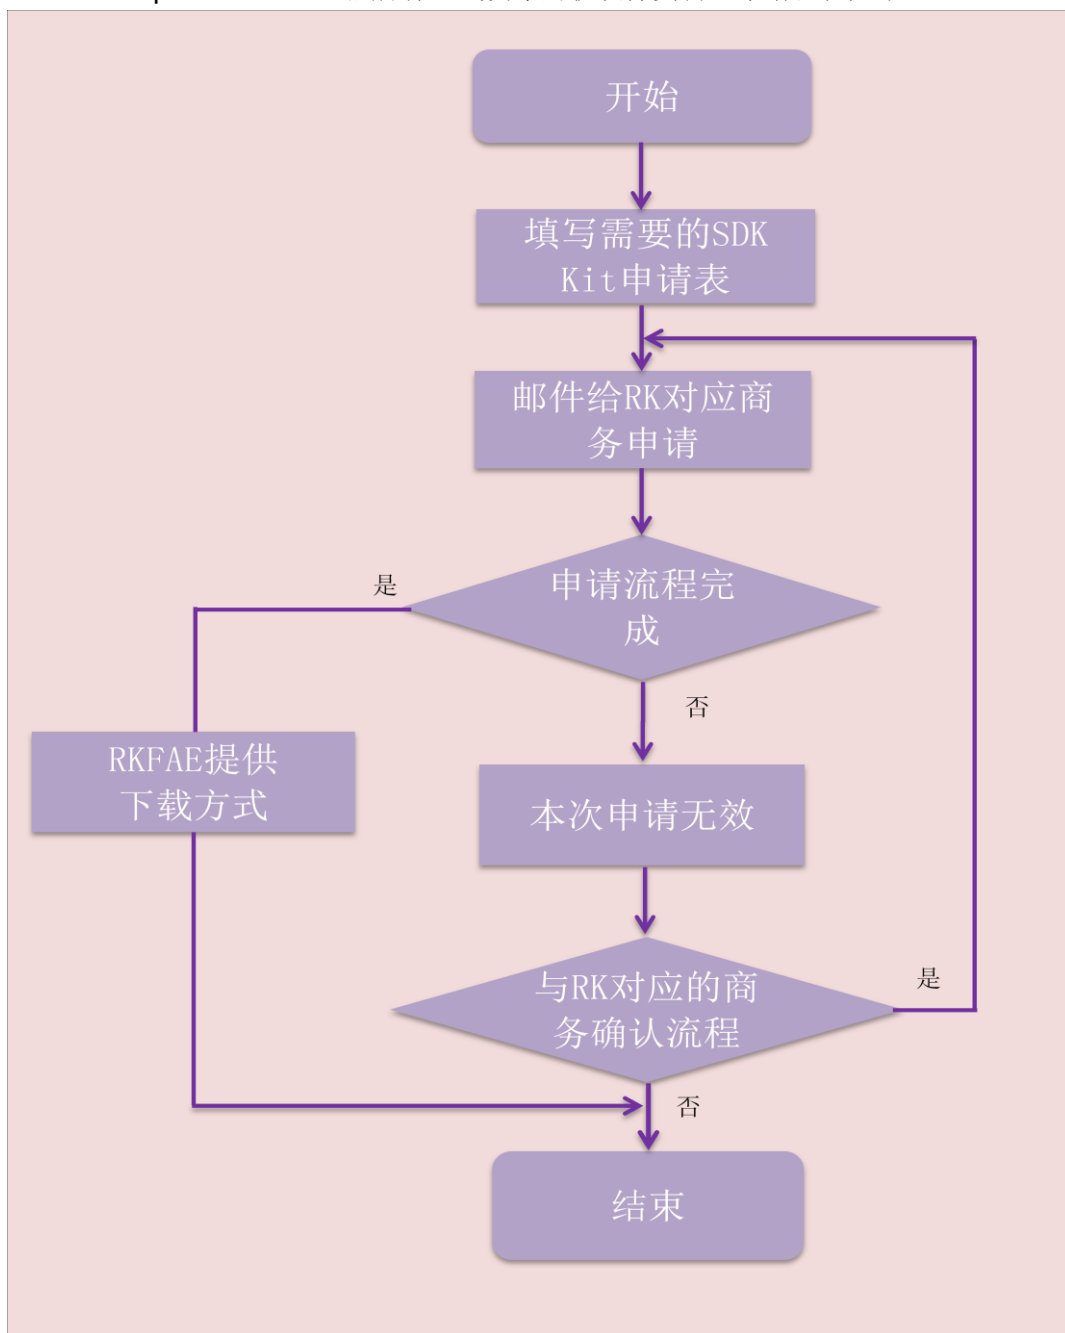 开始
填写需要的SDK
Kit申请表
邮件给RK对应商
务申请
申请流程完
成
是
否
RKFAE提供
下载方式
本次申请无效
与RK对应的商
务确认流程
是
否
结束